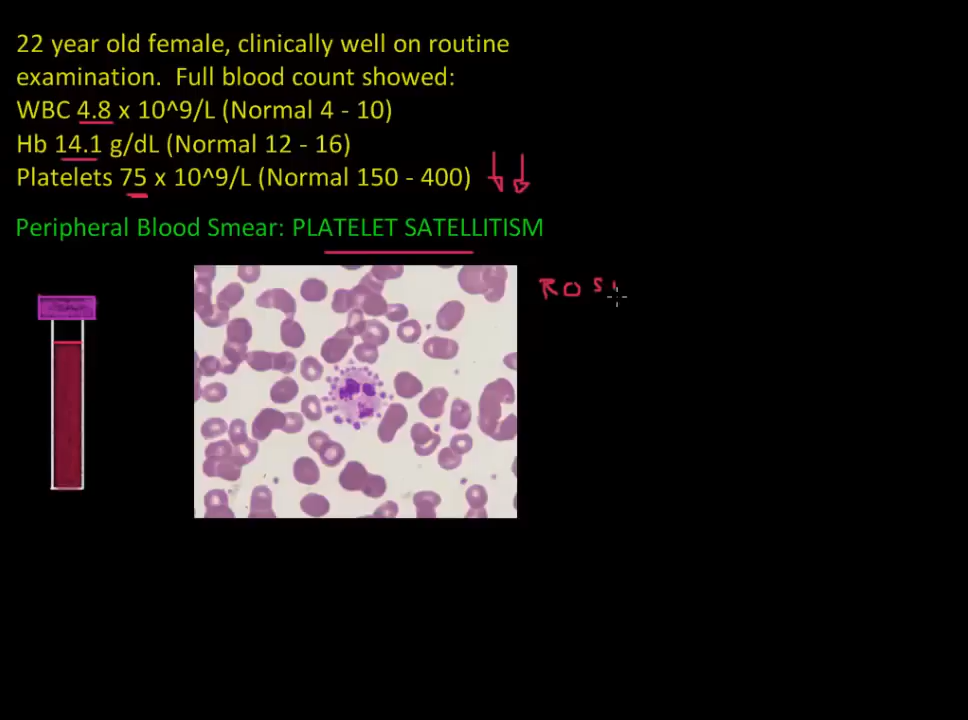 22 year old female, clinically well on routine
examination. Full blood count showed:
WBC 4.8 x 10^9/L (Normal 4 - 10)
Hb 14.1 g/dL (Normal 12 - 16)
Platelets 75 x 10^9/L (Normal 150 - 400)
Peripheral Blood Smear: PLATELET SATELLITISM